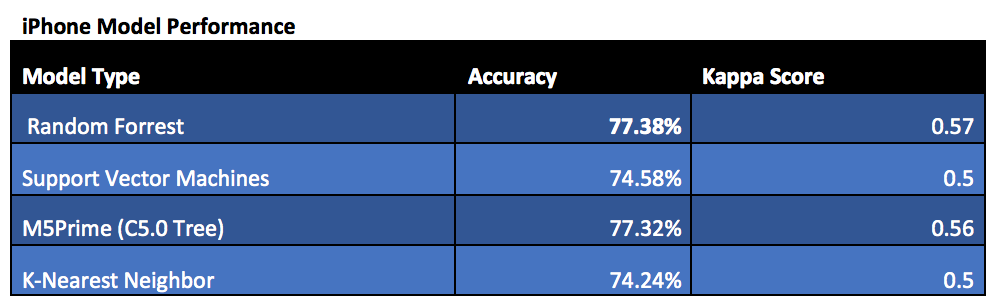 iPhone Model Performance
Model Type Accuracy Kappa Score
Random Forrest 77.38% 0.57
Support Vector Machines 74.58% 0.5
M5Prime (C5.0 Tree) 77.32% 0.56
K-Nearest Neighbor 74.24% 0.5